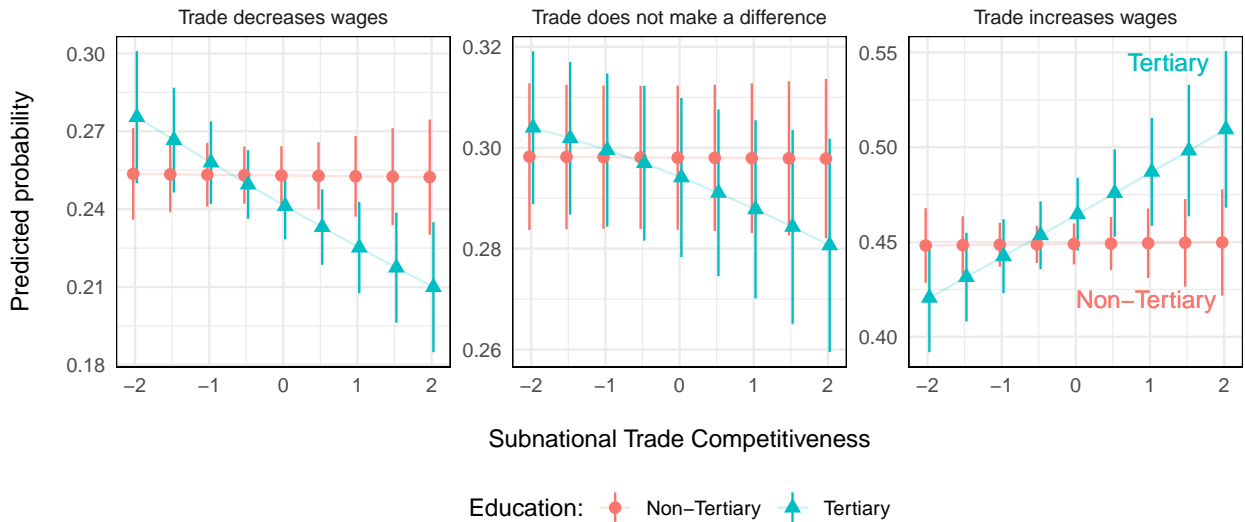 Trade decreases wages
Trade does not make a difference
Trade increases wages
Predicted probability
0.30
0.27
0.24
0.21
0.18
−2 −1 0 1 2
0.32
0.30
0.28
0.26
−2 −1 0 1 2
0.55
0.50
0.45
0.40
−2 −1 0 1 2
Tertiary
Non−Tertiary
Subnational Trade Competitiveness
Education: Non−Tertiary Tertiary